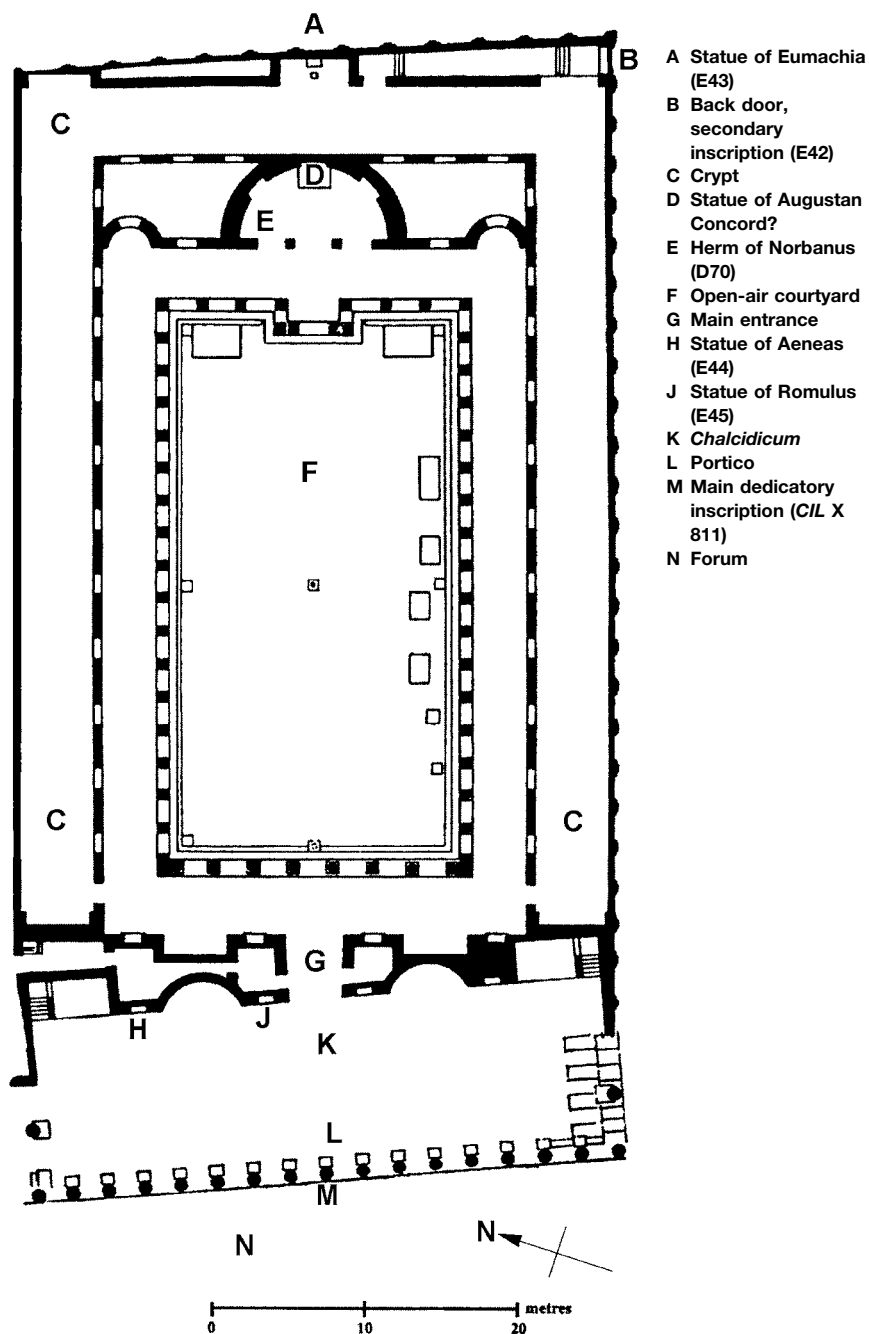 A
B
C
D
E
F
C
C
G
H
J
K
L
M
N
N
metres
0 10 20
A Statue of Eumachia
(E43)
B Back door,
secondary
inscription (E42)
C Crypt
D Statue of Augustan
Concord?
E Herm of Norbanus
(D70)
F Open-air courtyard
G Main entrance
H Statue of Aeneas
(E44)
J Statue of Romulus
(E45)
K Chalcidicum
L Portico
M Main dedicatory
inscription (CIL X
811)
N Forum